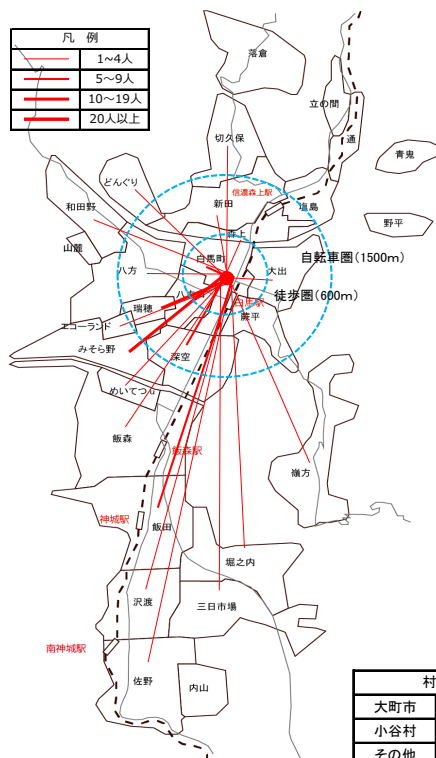 凡 例
1~4人
5~9人
10~19人
20人以上
落倉
立の間
通
切久保
青鬼
どんぐり
信濃森上駅
新田
塩島
和田野
野平
森上
山麓
白馬町
自転車圏(1500m)
八方
大出
徒歩圏(600m)
瑞穂
白馬駅
エコーランド
蕨平
みそら野
深空
めいてつ
飯森
飯森駅
嶺方
神城駅
飯田
堀之内
沢渡
三日市場
南神城駅
佐野
内山
村
大町市
小谷村
その他